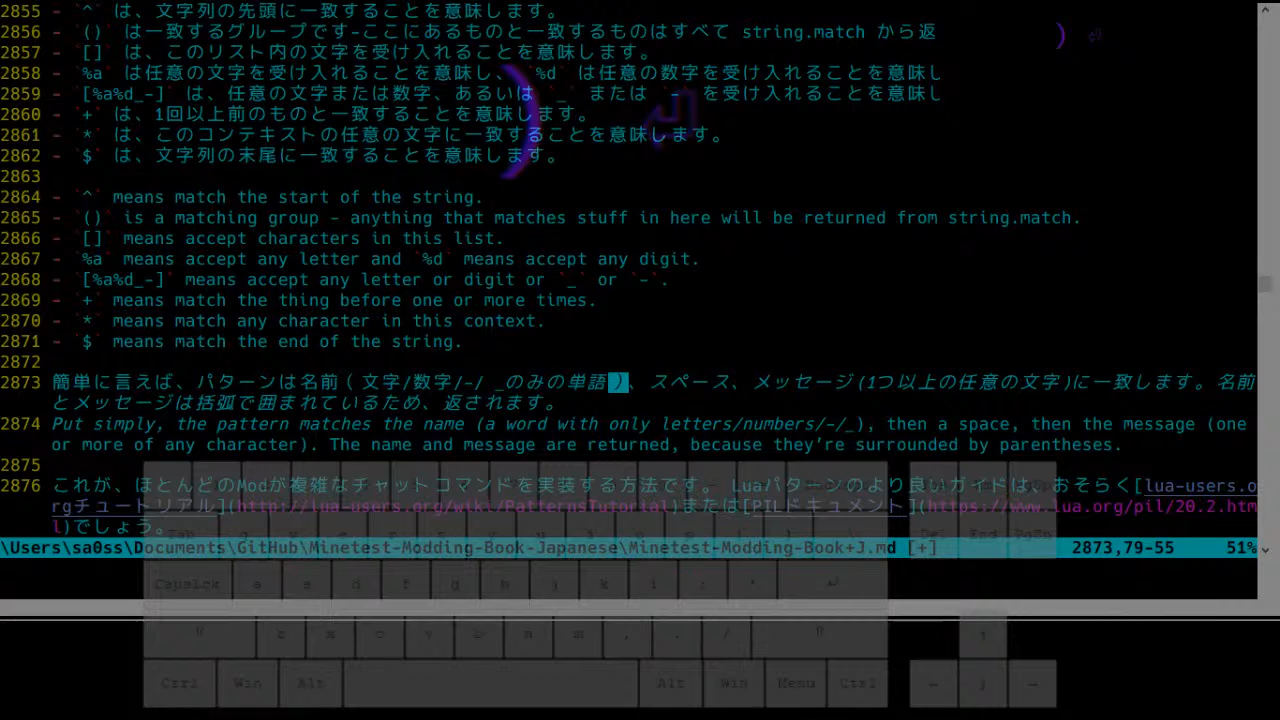 2855 - `^` は、文字列の先頭に一致することを意味します。
2856 - `()` は一致するグループです-ここにあるものと一致するものはすべて string.match から返
2857 - `[]` は、このリスト内の文字を受け入れることを意味します。
2858 - `%a` は任意の文字を受け入れることを意味し、 `%d` は任意の数字を受け入れることを意味し
2859 - `[%a%d_-]` は、任意の文字または数字、あるいは `_` または `-` を受け入れることを意味し
2860 - `+` は、1回以上前のものと一致することを意味します。
2861 - `*` は、このコンテキストの任意の文字に一致することを意味します。
2862 - `$` は、文字列の末尾に一致することを意味します。
2863
2864 - `^` means match the start of the string.
2865 - `()` is a matching group - anything that matches stuff in here will be returned from string.match.
2866 - `[]` means accept characters in this list.
2867 - `%a` means accept any letter and `%d` means accept any digit.
2868 - `[%a%d_-]` means accept any letter or digit or `_` or `-`.
2869 - `+` means match the thing before one or more times.
2870 - `*` means match any character in this context.
2871 - `$` means match the end of the string.
2872
2873 簡単に言えば、パターンは名前( 文字/数字/-/ _のみの単語)、スペース、メッセージ(1つ以上の任意の文字)に一致します。名前
とメッセージは括弧で囲まれているため、返されます。
2874 Put simply, the pattern matches the name (a word with only letters/numbers/-/_), then a space, then the message (one
or more of any character). The name and message are returned, because they’re surrounded by parentheses.
2875
2876 これが、ほとんどのModが複雑なチャットコマンドを実装する方法です。 Luaパターンのより良いガイドは、おそらく[lua-users.o
rgチュートリアル](http://lua-users.org/wiki/PatternsTutorial)または[PILドキュメント](https://www.lua.org/pil/20.2.htm
l)でしょう。
\Users\sa0ss\Documents\GitHub\Minetest-Modding-Book-Japanese\Minetest-Modding-Book+J.md [+] 2873,79-55 51%
) ⏎
) ⏎
Del End PgDn
CapsLock a s d f g h j k l ; ' ↵
⇧ z x c v b n m , . / ⇧ ↑
Ctrl Win Alt Alt Win Menu Ctrl ← ↓ →